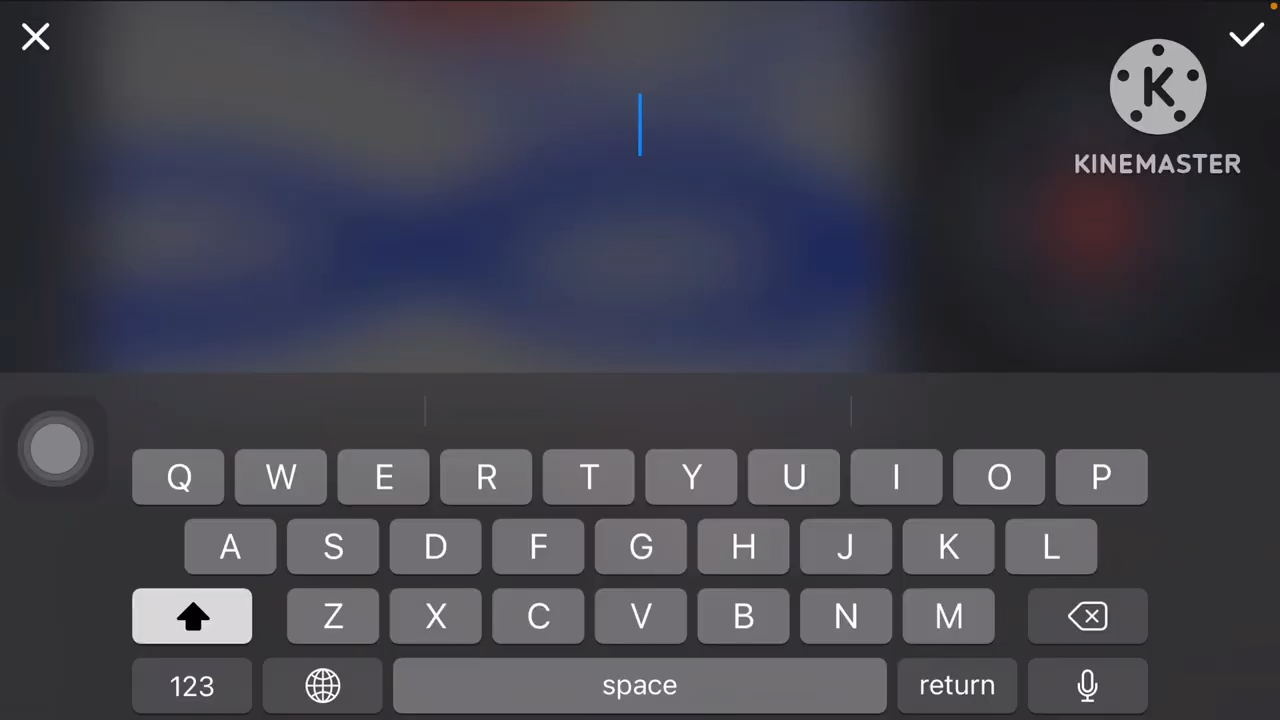 K
KINEMASTER
Q W E R T Y U I O P
A S D F G H J K L
Z X C V B N M
123 space return